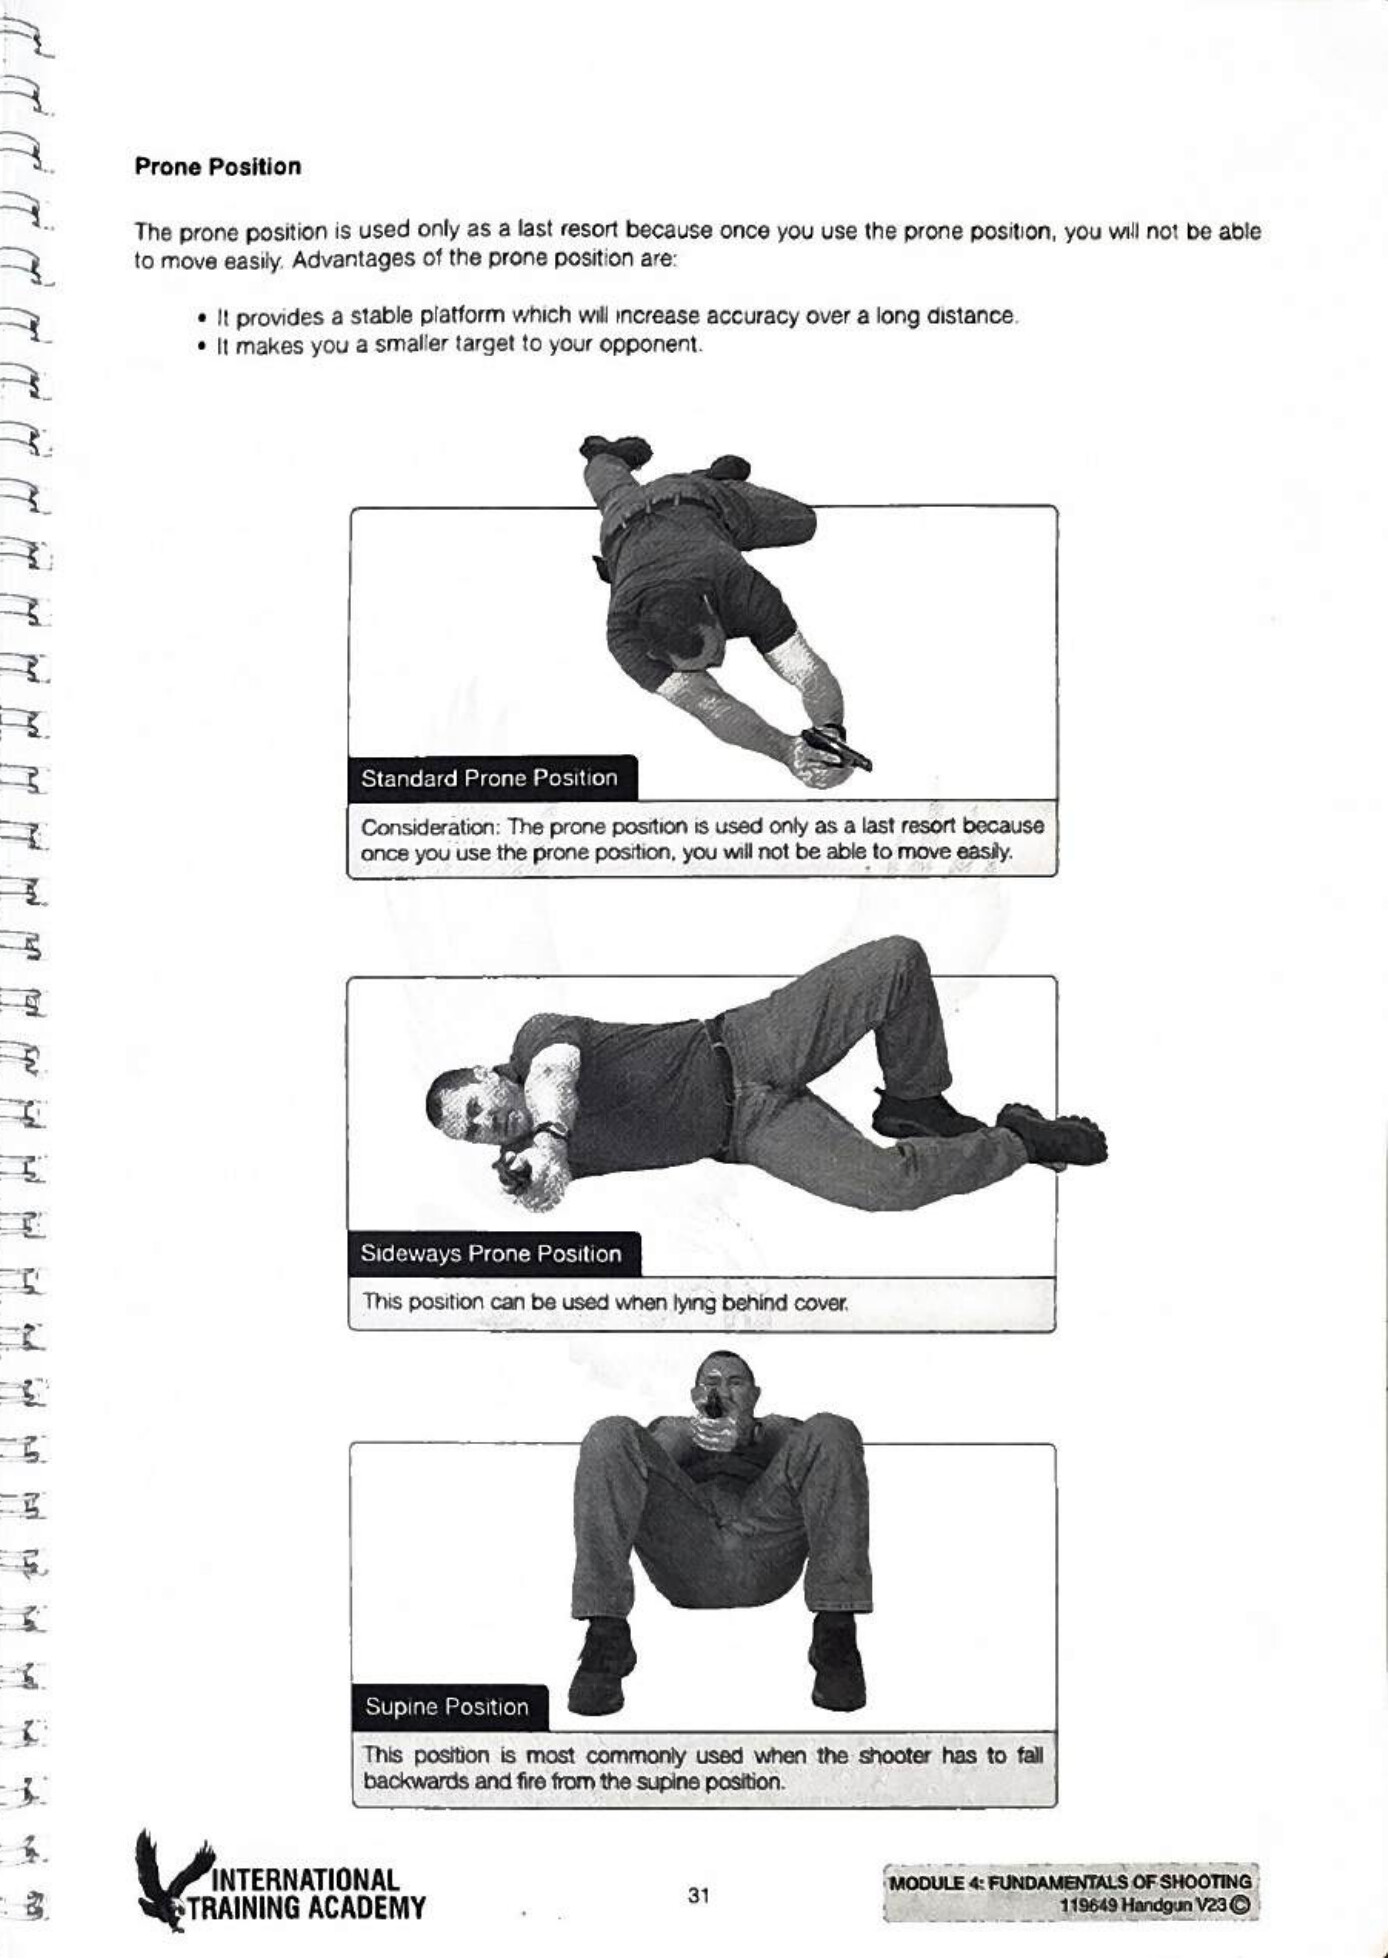 Prone Position
The prone position is used only as a last resort because once you use the prone position, you will not be able
to move easily. Advantages of the prone position are:
• It provides a stable platform which will increase accuracy over a long distance.
• It makes you a smaller target to your opponent.
Standard Prone Position
Consideration: The prone position is used only as a last resort because
once you use the prone position, you will not be able to move easily.
Sideways Prone Position
This position can be used when lying behind cover.
Supine Position
This position is most commonly used when the shooter has to fall
backwards and fire from the supine position.
INTERNATIONAL
TRAINING ACADEMY
31
MODULE 4: FUNDAMENTALS OF SHOOTING
119649 Handgun V23 ©